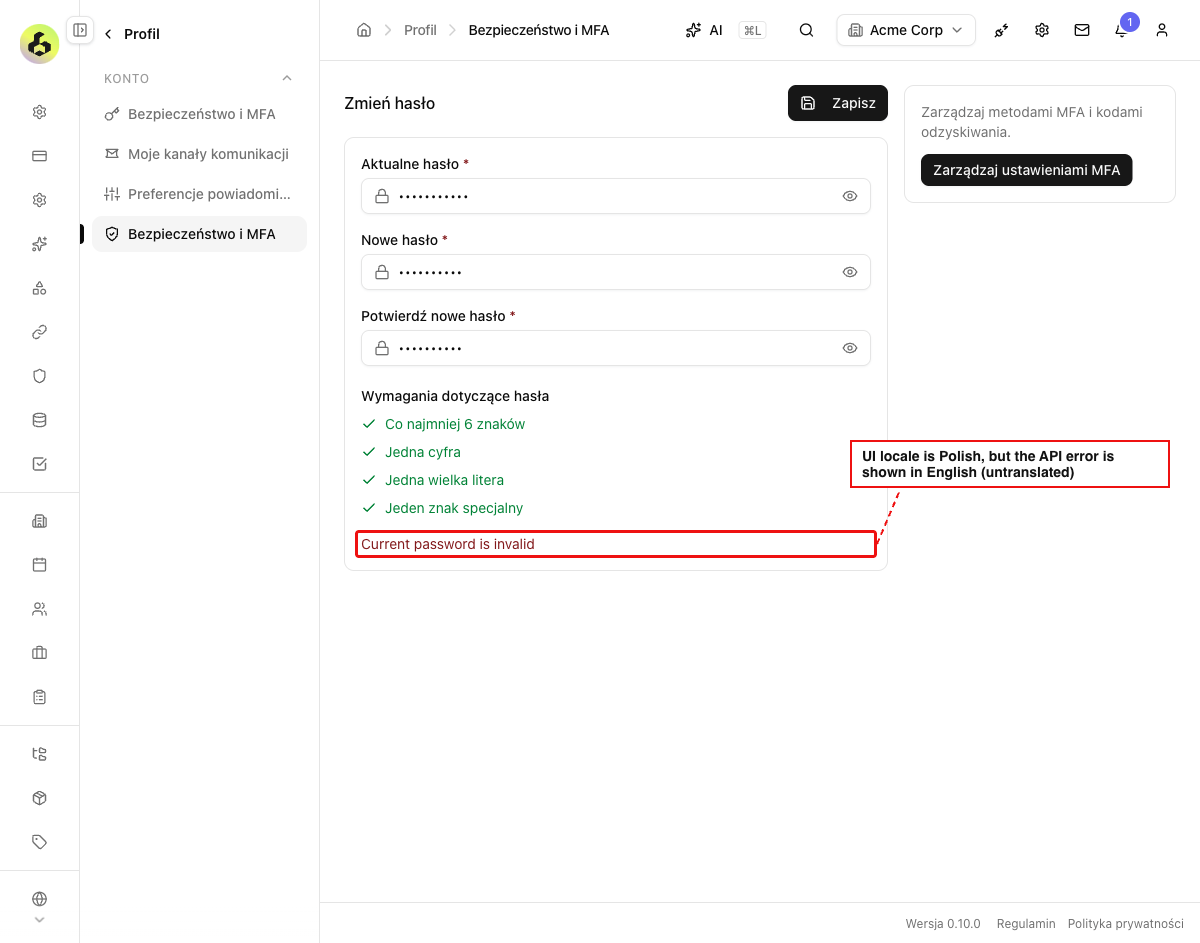 Profil
KONTO
Bezpieczeństwo i MFA
Moje kanały komunikacji
Preferencje powiadomi...
Bezpieczeństwo i MFA
Profil
Bezpieczeństwo i MFA
AI
⌘L
Acme Corp
1
Zmień hasło
Zapisz
Aktualne hasło *
•••••••••••
Nowe hasło *
••••••••••
Potwierdź nowe hasło *
••••••••••
Wymagania dotyczące hasła
Co najmniej 6 znaków
Jedna cyfra
Jedna wielka litera
Jeden znak specjalny
Current password is invalid
Zarządzaj metodami MFA i kodami
odzyskiwania.
Zarządzaj ustawieniami MFA
UI locale is Polish, but the API error is
shown in English (untranslated)
Wersja 0.10.0
Regulamin
Polityka prywatności